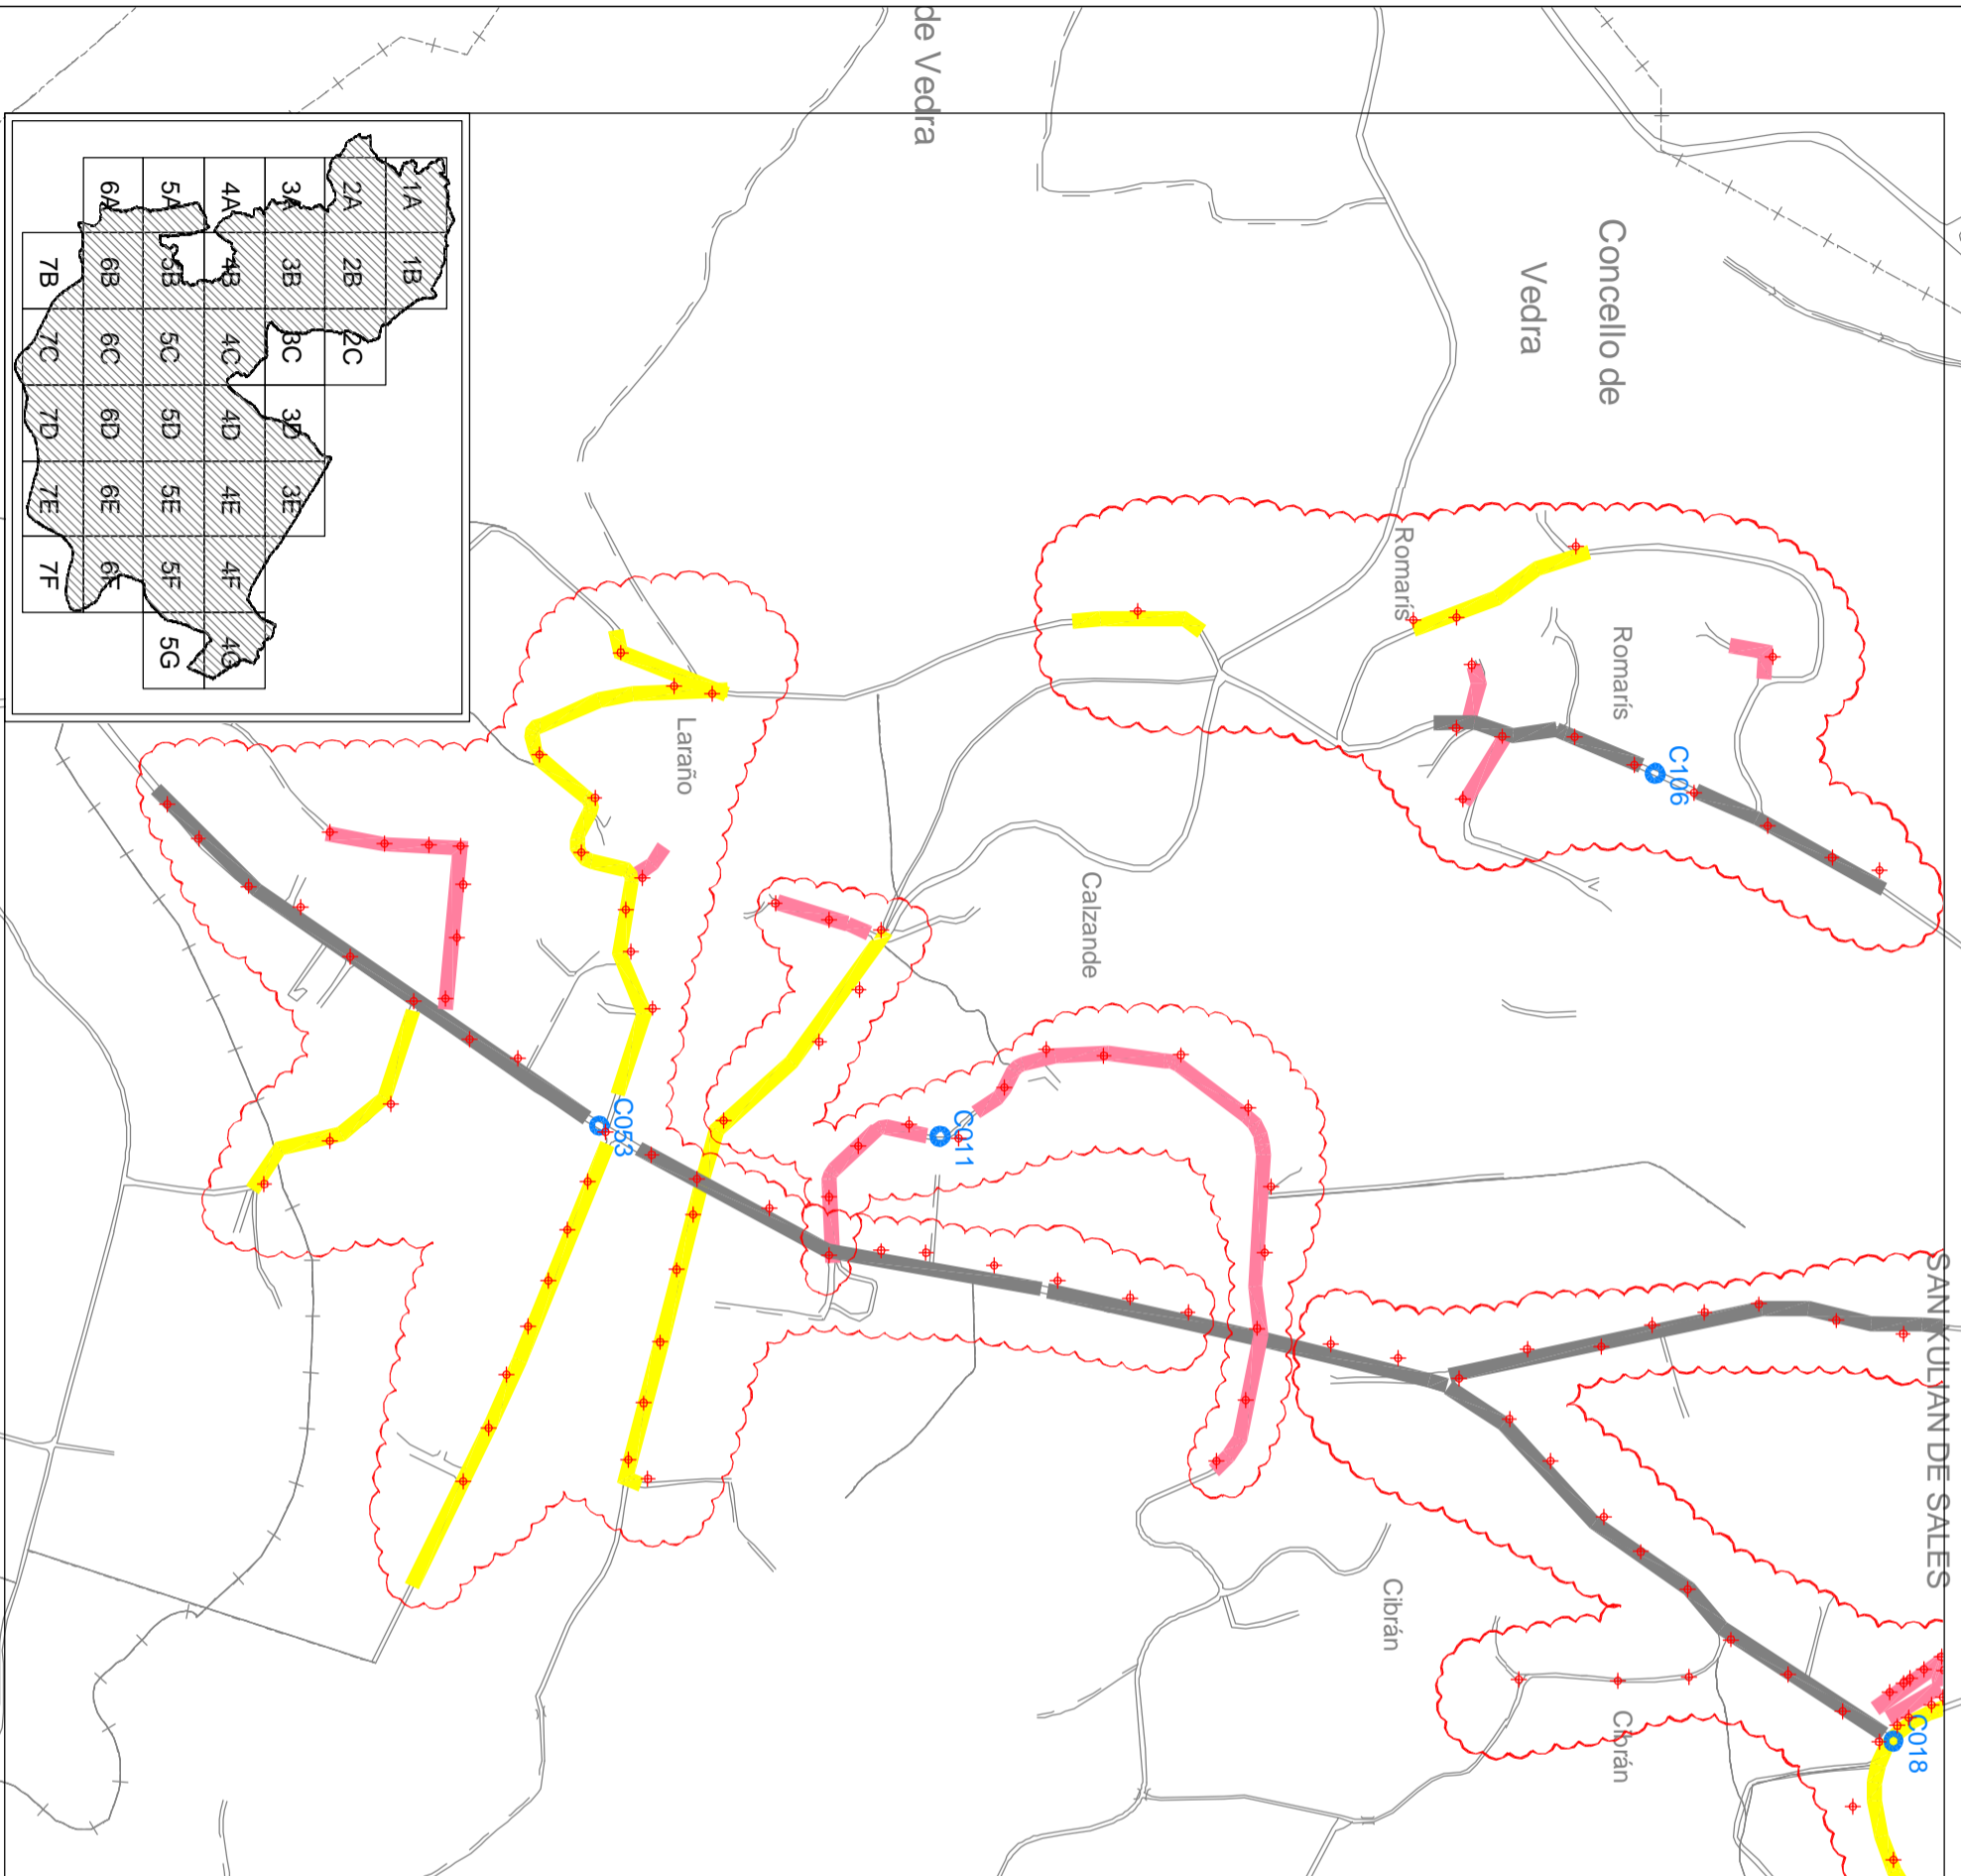 SAN XULIAN DE SALES
C018
C106
Concello de
Vedra
Romarís
Cibrán
Romarís
Cibrán
Calzande
C011
de Vedra
Laraño
C053
1A
1B
2A
2B
2C
3A
3B
3C
3D
3E
4A
4B
4C
4D
4E
4F
4G
5A
5B
5C
5D
5E
5F
5G
6A
6B
6C
6D
6E
6F
7B
7C
7D
7E
7F